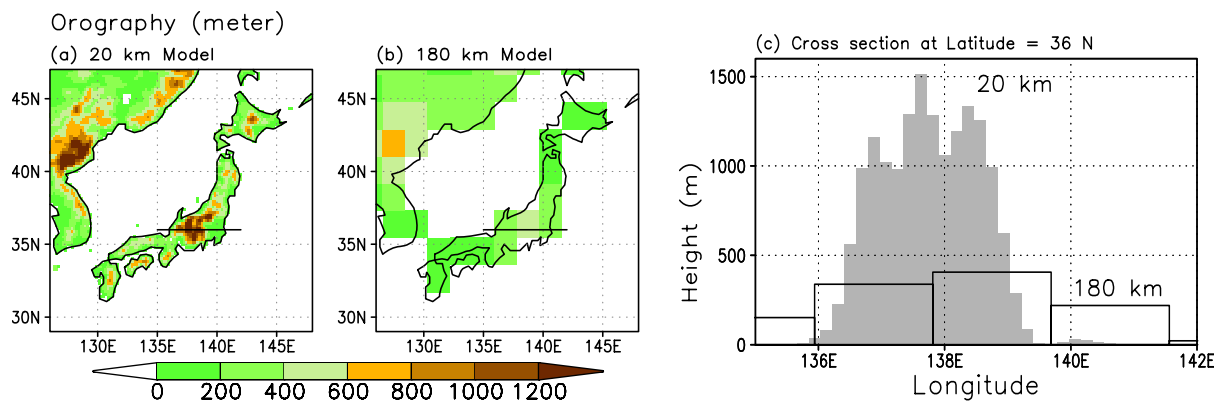 Orography (meter)
(a) 20 km Model
(b) 180 km Model
45N
40N
35N
30N
130E 135E 140E 145E
45N
40N
35N
30N
130E 135E 140E 145E
0 200 400 600 800 1000 1200
(c) Cross section at Latitude = 36 N
1500
1000
500
0
Height (m)
20 km
180 km
136E 138E 140E 142E
Longitude